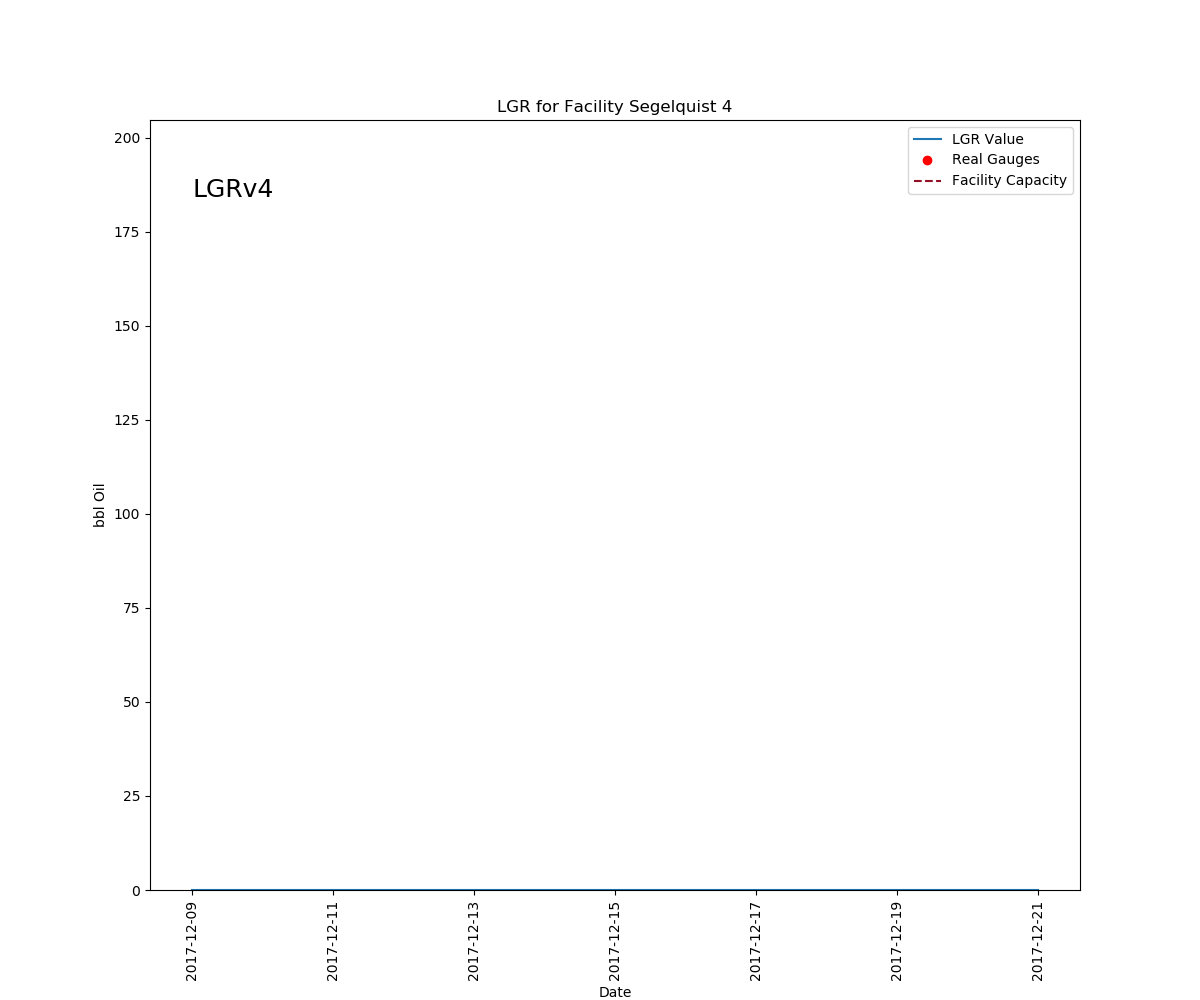 LGR for Facility Segelquist 4
LGRv4
LGR Value
Real Gauges
Facility Capacity
bbl Oil
200
175
150
125
100
75
50
25
0
2017-12-09
2017-12-11
2017-12-13
2017-12-15
2017-12-17
2017-12-19
2017-12-21
Date